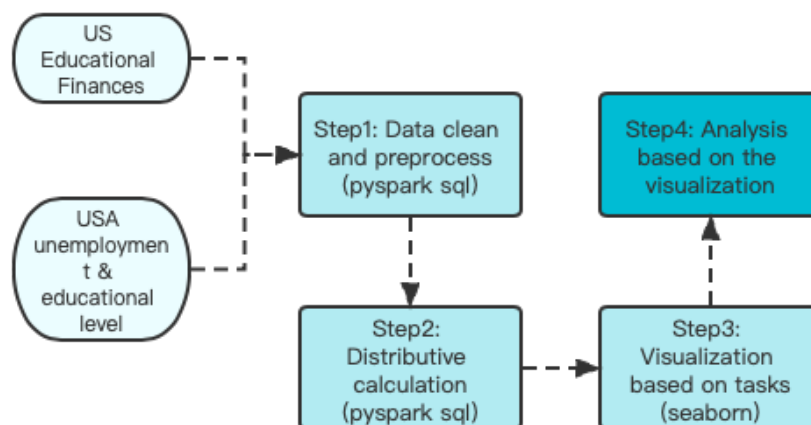 US
Educational
Finances
USA
unemploymen
t &
educational
level
Step1: Data clean
and preprocess
(pyspark sql)
Step2:
Distributive
calculation
(pyspark sql)
Step3:
Visualization
based on tasks
(seaborn)
Step4: Analysis
based on the
visualization